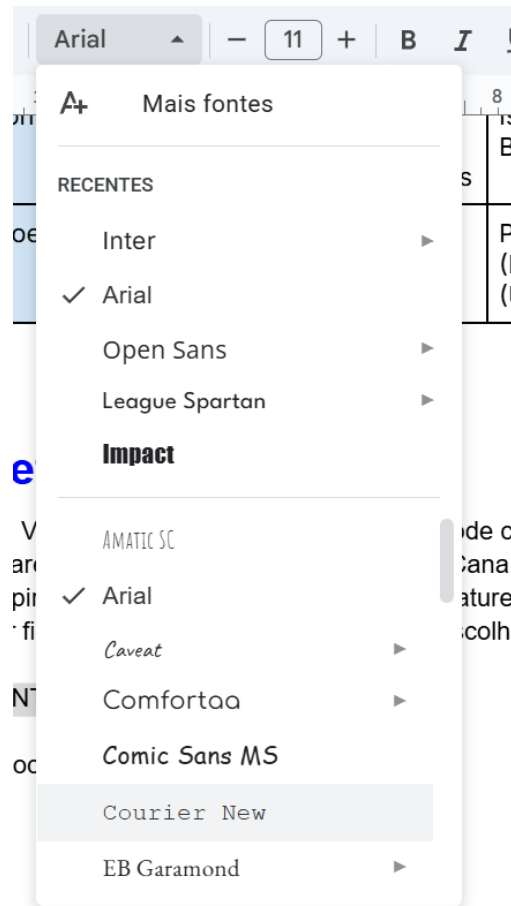 Arial
11
B I
8
Mais fontes
RECENTES
Inter
Arial
Open Sans
League Spartan
Impact
AMATIC SC
Arial
Caveat
Comfortaa
Comic Sans MS
Courier New
EB Garamond